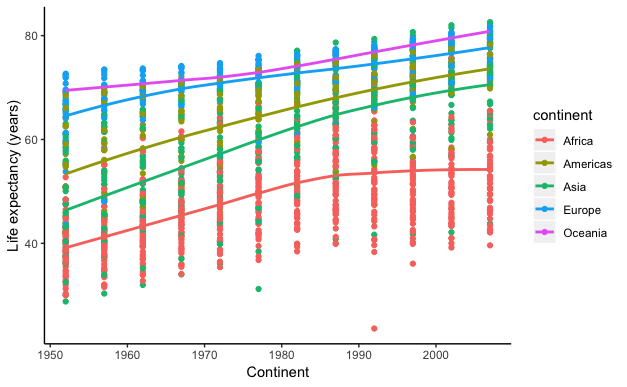 Life expectancy (years)
80
60
40
1950
1960
1970
1980
1990
2000
Continent
continent
Africa
Americas
Asia
Europe
Oceania